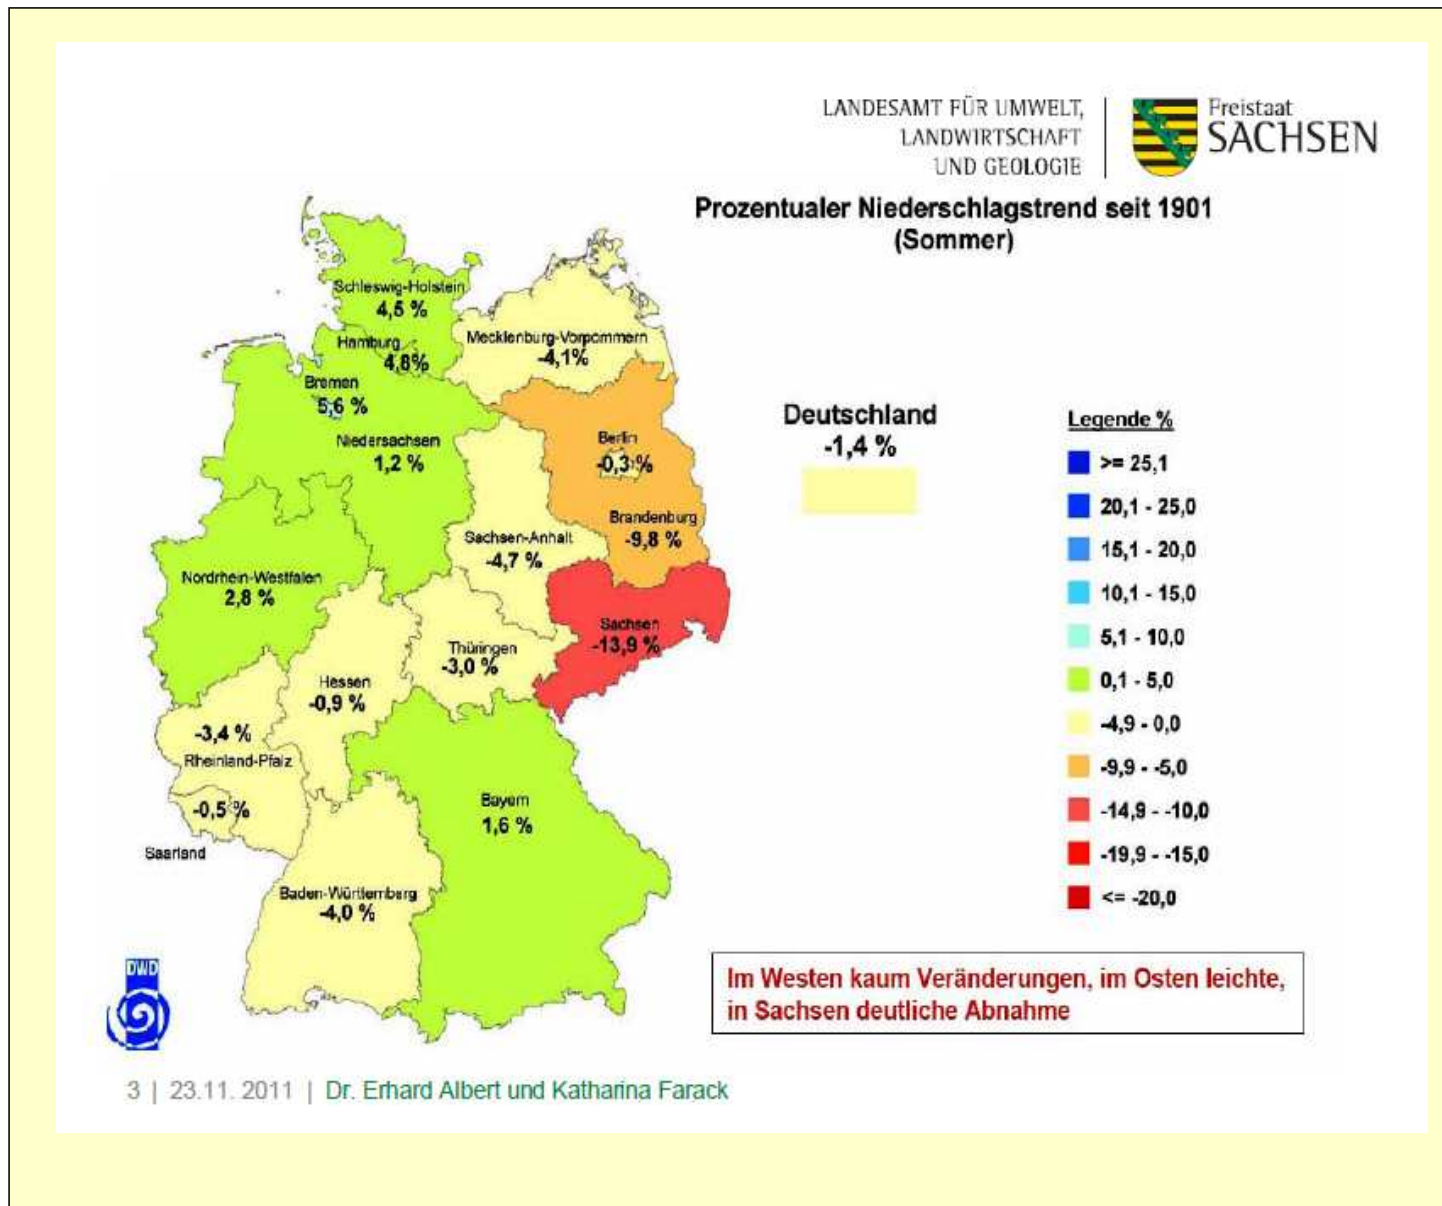 LANDESAMT FÜR UMWELT,
LANDWIRTSCHAFT
UND GEOLOGIE
Freistaat
SACHSEN
Prozentualer Niederschlagstrend seit 1901
(Sommer)
Schleswig-Holstein
4,5 %
Mecklenburg-Vorpommern
-4,1%
Hamburg
4,8%
Bremen
5,6 %
Niedersachsen
1,2 %
Berlin
-0,3 %
Brandenburg
-9,8 %
Sachsen-Anhalt
-4,7 %
Nordrhein-Westfalen
2,8 %
Sachsen
-13,9 %
Thüringen
-3,0 %
Hessen
-0,9 %
-3,4 %
Rheinland-Pfalz
-0,5 %
Saarland
Bayern
1,6 %
Baden-Württemberg
-4,0 %
Deutschland
-1,4 %
Legende %
>= 25,1
20,1 - 25,0
15,1 - 20,0
10,1 - 15,0
5,1 - 10,0
0,1 - 5,0
-4,9 - 0,0
-9,9 - -5,0
-14,9 - -10,0
-19,9 - -15,0
<= -20,0
DWD
Im Westen kaum Veränderungen, im Osten leichte,
in Sachsen deutliche Abnahme
3 | 23.11. 2011 | Dr. Erhard Albert und Katharina Farack